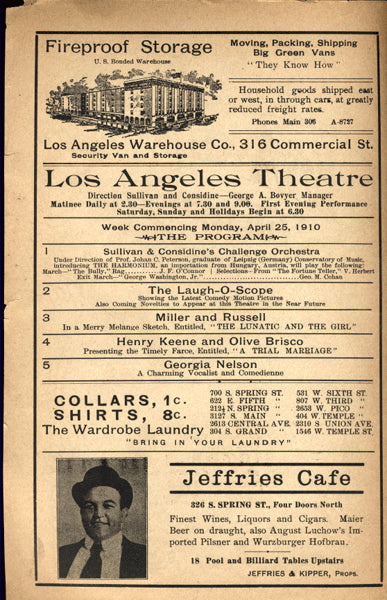 Fireproof Storage
U. S. Bonded Warehouse
Moving, Packing, Shipping
Big Green Vans
"They Know How"
Household goods shipped east
or west, in through cars, at greatly
reduced freight rates.
Phones Main 306 A-8727
Los Angeles Warehouse Co., 316 Commercial St.
Security Van and Storage
Los Angeles Theatre
Direction Sullivan and Considine—George A. Bovyer Manager
Matinee Daily at 2.30—Evenings at 7.30 and 9.00. First Evening Performance
Saturday, Sunday and Holidays Begin at 6.30
Week Commencing Monday, April 25, 1910
THE PROGRAM
1 Sullivan & Considine's Challenge Orchestra
Under Direction of Prof. Johan C. Peterson, graduate of Leipzig (Germany) Conservatory of Music,
introducing THE HARMONIUM, an importation from Hungary, Austria, will play the following:
March—"The Bully," Rag J. F. O'Connor | Selections—From "The Fortune Teller," V. Herbert
Exit March—"George Washington, Jr." Geo. M. Cohan
2 The Laugh-O-Scope
Showing the Latest Comedy Motion Pictures
Also Coming Novelties to Appear at this Theatre in the Near Future
3 Miller and Russell
In a Merry Melange Sketch, Entitled, "THE LUNATIC AND THE GIRL"
4 Henry Keene and Olive Brisco
Presenting the Timely Farce, Entitled, "A TRIAL MARRIAGE"
5 Georgia Nelson
A Charming Vocalist and Comedienne
COLLARS, 1c.
SHIRTS, 8c.
The Wardrobe Laundry
700 S. SPRING ST. 531 W. SIXTH ST.
622 E. FIFTH " 807 W. THIRD "
2124 N. SPRING " 2653 W. PICO "
3127 S. MAIN " 404 W. TEMPLE "
2613 CENTRAL AVE. 2310 S UNION AVE.
304 S. GRAND " 1546 W. TEMPLE ST.
"BRING IN YOUR LAUNDRY"
Jeffries Cafe
326 S. SPRING ST., Four Doors North
Finest Wines, Liquors and Cigars. Maier
Beer on draught, also August Luchow's Im-
ported Pilsner and Wurzburger Hofbrau.
18 Pool and Billiard Tables Upstairs
JEFFRIES & KIPPER, Props.